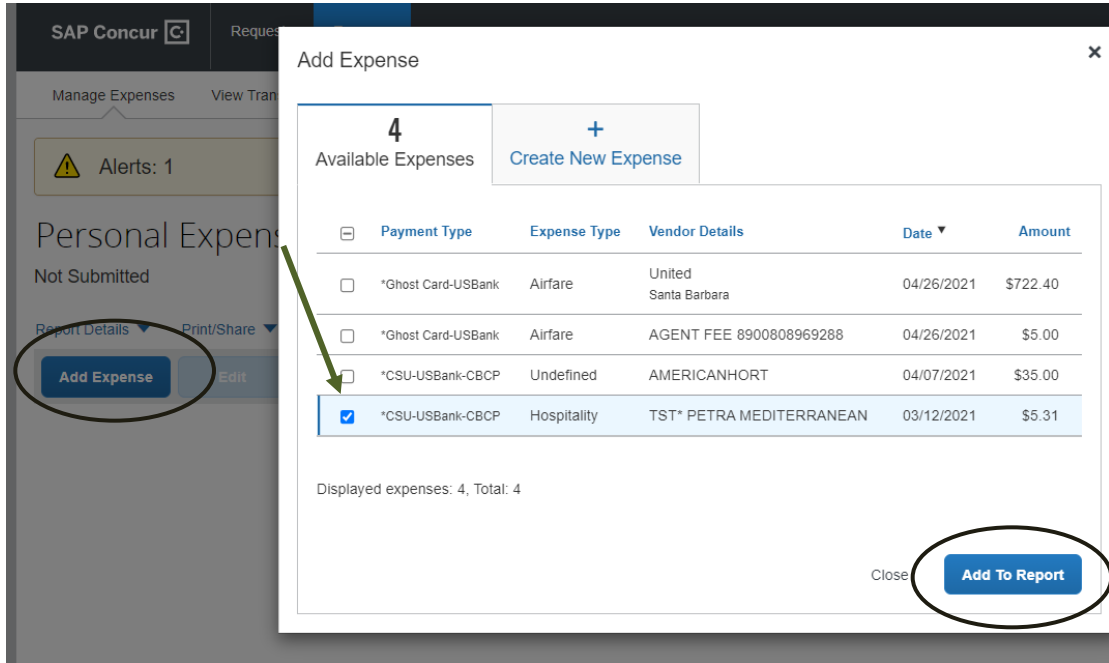 SAP Concur C
Reques
Manage Expenses View Tran
Alerts: 1
Personal Expens
Not Submitted
Report Details Print/Share
Add Expense Edit
Add Expense
×
4
Available Expenses
+
Create New Expense
Payment Type Expense Type Vendor Details Date Amount
*Ghost Card-USBank Airfare United 04/26/2021 $722.40
Santa Barbara
*Ghost Card-USBank Airfare AGENT FEE 8900808969288 04/26/2021 $5.00
*CSU-USBank-CBCP Undefined AMERICANHORT 04/07/2021 $35.00
*CSU-USBank-CBCP Hospitality TST* PETRA MEDITERRANEAN 03/12/2021 $5.31
Displayed expenses: 4, Total: 4
Close Add To Report